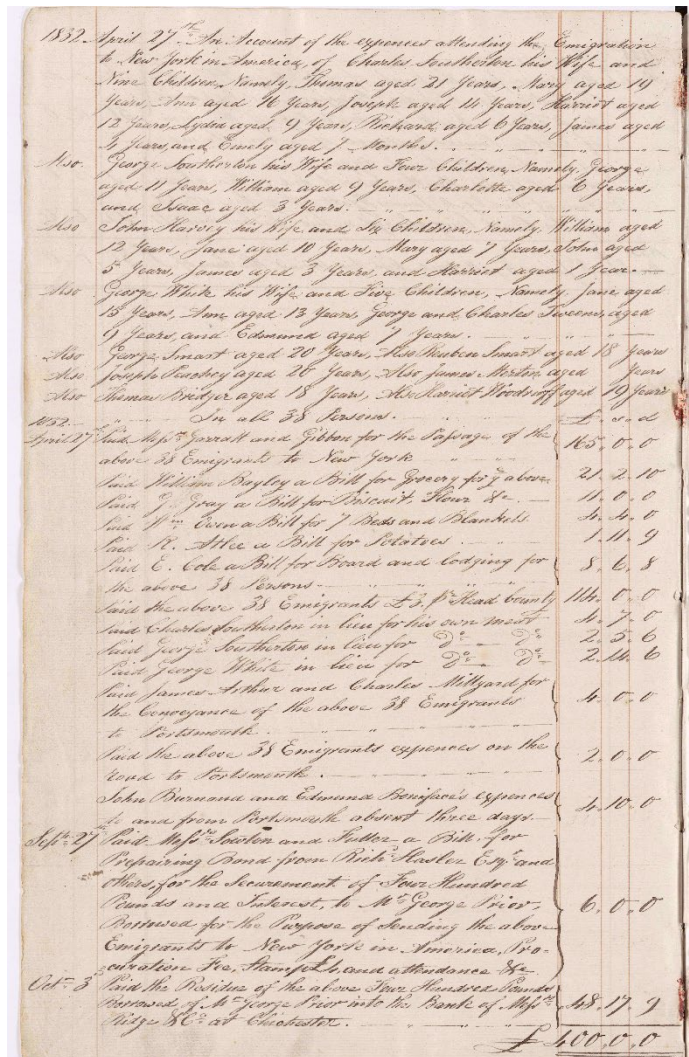 1832 April 27th An Account of the expences attending the Emigration
to New York in America, of Charles Southerton his Wife and
Nine Children, Namely, Thomas aged 21 Years, Mary aged 19
Years, Ann aged 16 Years, Joseph aged 14 Years, Harriot aged
12 Years, Lydia aged 9 Years, Richard aged 6 Years, James aged
4 Years, and Emely aged 7 Months.
Also George Southerton his Wife and Four Children, Namely, George
aged 11 Years, William aged 9 Years, Charlotte aged 6 Years,
and Isaac aged 3 Years.
Also John Harvey his Wife and Six Children, Namely, William aged
12 Years, Jane aged 10 Years, Mary aged 7 Years, John aged
5 Years, James aged 3 Years, and Harriot aged 1 Year.
Also George White his Wife and Five Children, Namely, Jane aged
15 Years, Ann aged 13 Years, George and Charles Tweens, aged
9 Years, and Edmund aged 7 Years.
Also George Smart aged 20 Years, Also Reuben Smart aged 18 Years
Also Joseph Peachey aged 26 Years, Also James Merton aged Years
Also Thomas Bridger aged 18 Years, Also Harriot Woodroff aged 19 Years
1832 In all 38 Persons. £ s d
April 27th Paid Messrs Garratt and Gibbon for the Passage of the
above 38 Emigrants to New York 165. 0. 0
Paid William Bayley a Bill for Grocery for ye above 21. 2. 10
Paid G. Gray a Bill for Biscuit, Flour &c. 11. 0. 0
Paid Wm Ewen a Bill for 7 Beds and Blankets 4. 4. 0
Paid R. Atlee a Bill for Potatoes 1. 11. 9
Paid E. Cole a Bill for Board and lodging for
the above 38 Persons 8. 6. 8
Paid the above 38 Emigrants £3. Pr Head County 114. 0. 0
Paid Charles Southerton in lieu for his own meat 4. 7. 0
Paid George Southerton in lieu for Do Do 2. 5. 6
Paid George White in lieu for Do Do 2. 14. 6
Paid James Arthur and Charles Millyard for
the Conveyance of the above 38 Emigrants
to Portsmouth. 4. 0. 0
Paid the above 38 Emigrants expences on the
road to Portsmouth. 2. 0. 0
John Burnand and Edmund Boniface's expences
to and from Portsmouth absent three days 4. 10. 0
Septr 27th Paid Messrs Sowton and Fuller a Bill for
Prepairing Bond from Richd Hasler Esqr and
others, for the Securement of Four Hundred
Pounds and Interest, to Mr George Prior,
Borrowed for the Purpose of Sending the above
Emigrants to New York in America, Pro-
curation Fee, Stamp £4, and attendance &c 6. 0. 0
Octr 3 Paid the Residue of the above Four Hundred Pounds
Borrowed of Mr George Prior into the Bank of Messrs
Ridge & Co at Chichester. 48. 17. 9
£ 400. 0. 0